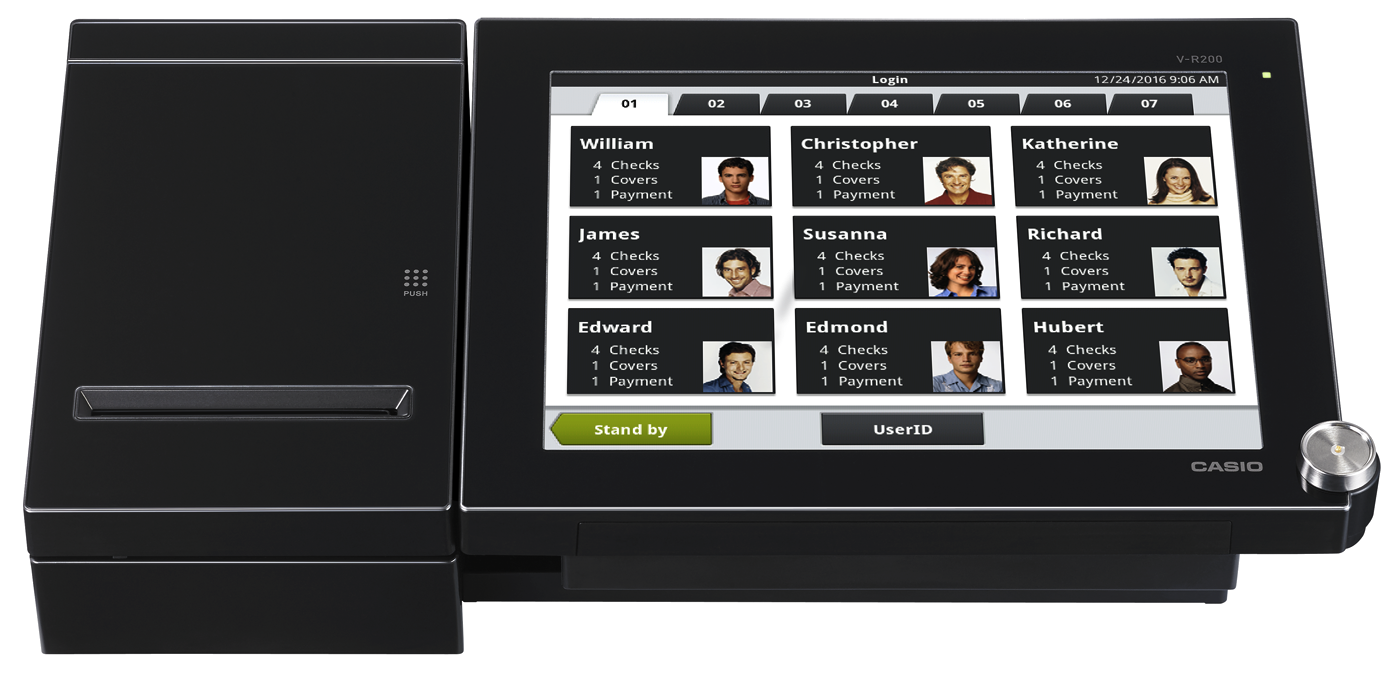 V-R200
Login 12/24/2016 9:06 AM
01 02 03 04 05 06 07
William Christopher Katherine
4 Checks 4 Checks 4 Checks
1 Covers 1 Covers 1 Covers
1 Payment 1 Payment 1 Payment
James Susanna Richard
4 Checks 4 Checks 4 Checks
1 Covers 1 Covers 1 Covers
1 Payment 1 Payment 1 Payment
PUSH
Edward Edmond Hubert
4 Checks 4 Checks 4 Checks
1 Covers 1 Covers 1 Covers
1 Payment 1 Payment 1 Payment
Stand by UserID
CASIO